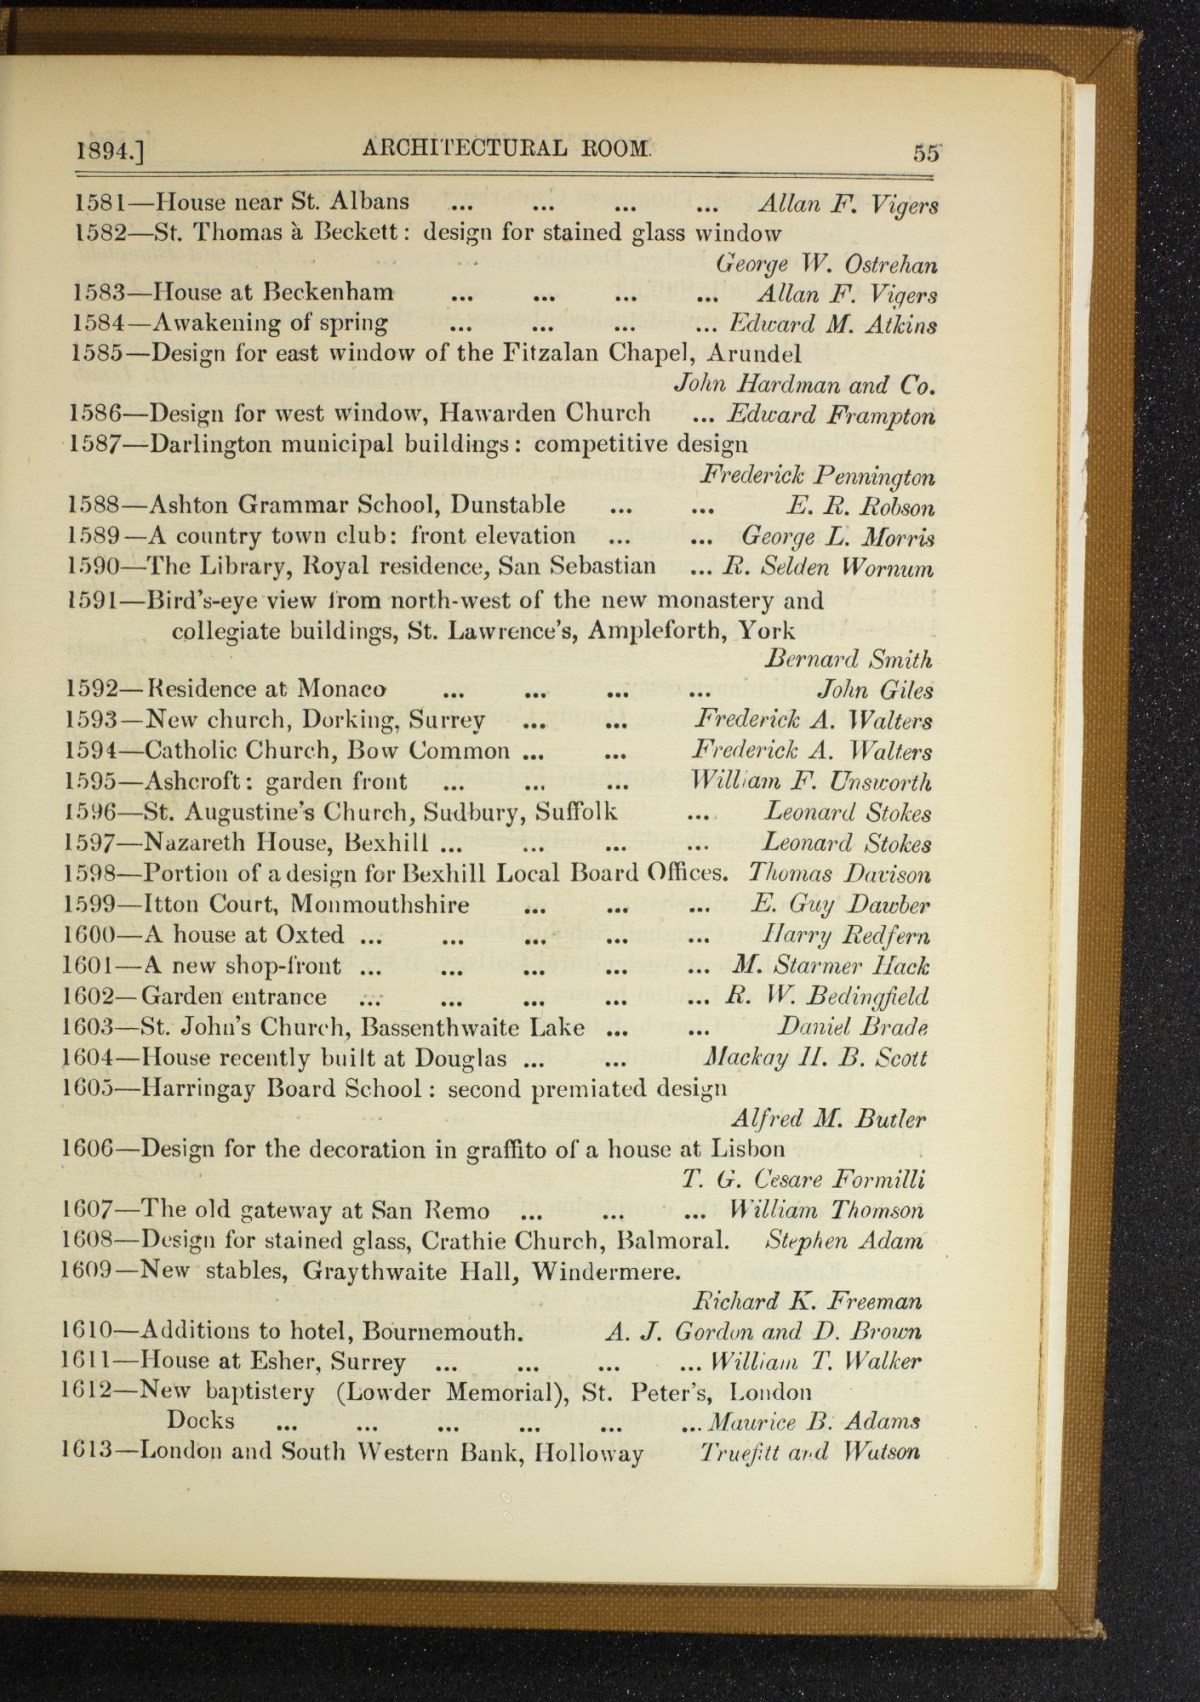 1894.] ARCHITECTURAL ROOM. 55
1581—House near St. Albans ... ... ... ... Allan F. Vigers
1582—St. Thomas à Beckett: design for stained glass window
George W. Ostrehan
1583—House at Beckenham ... ... ... ... Allan F. Vigers
1584—Awakening of spring ... ... ... ... Edward M. Atkins
1585—Design for east window of the Fitzalan Chapel, Arundel
John Hardman and Co.
1586—Design for west window, Hawarden Church ... Edward Frampton
1587—Darlington municipal buildings: competitive design
Frederick Pennington
1588—Ashton Grammar School, Dunstable ... ... E. R. Robson
1589—A country town club: front elevation ... ... George L. Morris
1590—The Library, Royal residence, San Sebastian ... R. Selden Wornum
1591—Bird's-eye view from north-west of the new monastery and
collegiate buildings, St. Lawrence's, Ampleforth, York
Bernard Smith
1592—Residence at Monaco ... ... ... ... John Giles
1593—New church, Dorking, Surrey ... ... Frederick A. Walters
1594—Catholic Church, Bow Common ... ... Frederick A. Walters
1595—Ashcroft: garden front ... ... ... William F. Unsworth
1596—St. Augustine's Church, Sudbury, Suffolk ... Leonard Stokes
1597—Nazareth House, Bexhill ... ... ... ... Leonard Stokes
1598—Portion of a design for Bexhill Local Board Offices. Thomas Davison
1599—Itton Court, Monmouthshire ... ... ... E. Guy Dawber
1600—A house at Oxted ... ... ... ... ... Harry Redfern
1601—A new shop-front ... ... ... ... ... M. Starmer Hack
1602—Garden entrance ... ... ... ... ... R. W. Bedingfield
1603—St. John's Church, Bassenthwaite Lake ... ... Daniel Brade
1604—House recently built at Douglas ... ... Mackay H. B. Scott
1605—Harringay Board School: second premiated design
Alfred M. Butler
1606—Design for the decoration in graffito of a house at Lisbon
T. G. Cesare Formilli
1607—The old gateway at San Remo ... ... ... William Thomson
1608—Design for stained glass, Crathie Church, Balmoral. Stephen Adam
1609—New stables, Graythwaite Hall, Windermere.
Richard K. Freeman
1610—Additions to hotel, Bournemouth. A. J. Gordon and D. Brown
1611—House at Esher, Surrey ... ... ... ... William T. Walker
1612—New baptistery (Lowder Memorial), St. Peter's, London
Docks ... ... ... ... ... ... Maurice B. Adams
1613—London and South Western Bank, Holloway Truefitt and Watson